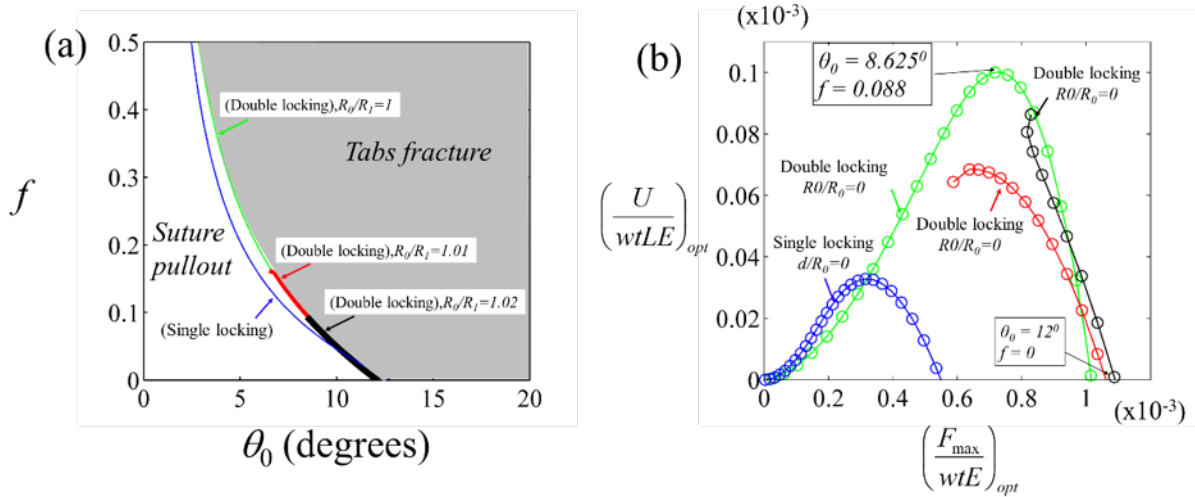 (a)
0.5
0.4
0.3
0.2
0.1
0
f
0
5
10
15
20
θ₀ (degrees)
(Double locking),R₀/R₁=1
Tabs fracture
Suture
pullout
(Double locking),R₀/R₁=1.01
(Double locking),R₀/R₁=1.02
(Single locking)
(b)
(x10⁻³)
0.1
0.08
0.06
0.04
0.02
0
(U/wtLE)opt
θ₀ = 8.625⁰
f = 0.088
Double locking
R0/R₀=0
Double locking
R0/R₀=0
Double locking
R0/R₀=0
Single locking
d/R₀=0
θ₀ = 12⁰
f = 0
0
0.2
0.4
0.6
0.8
1
(x10⁻³)
(Fmax/wtE)opt